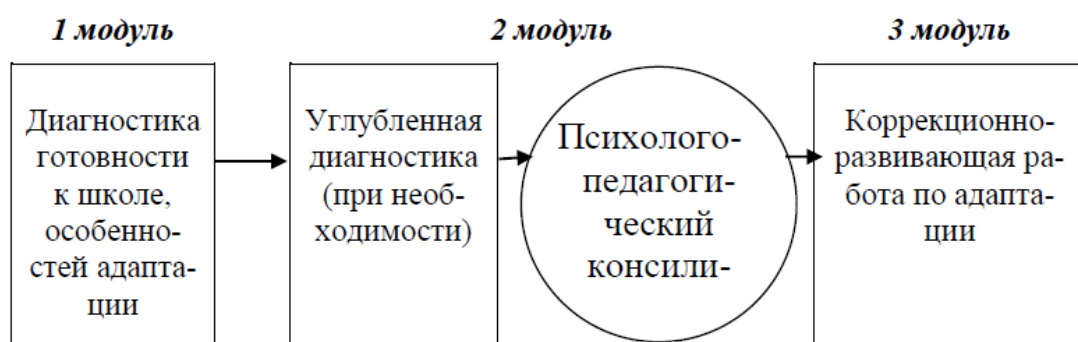 1 модуль
2 модуль
3 модуль
Диагностика
готовности
к школе,
особенно-
стей адапта-
ции
Углубленная
диагностика
(при необ-
ходимости)
Психолого-
педагоги-
ческий
консили-
Коррекционно-
развивающая ра-
бота по адапта-
ции